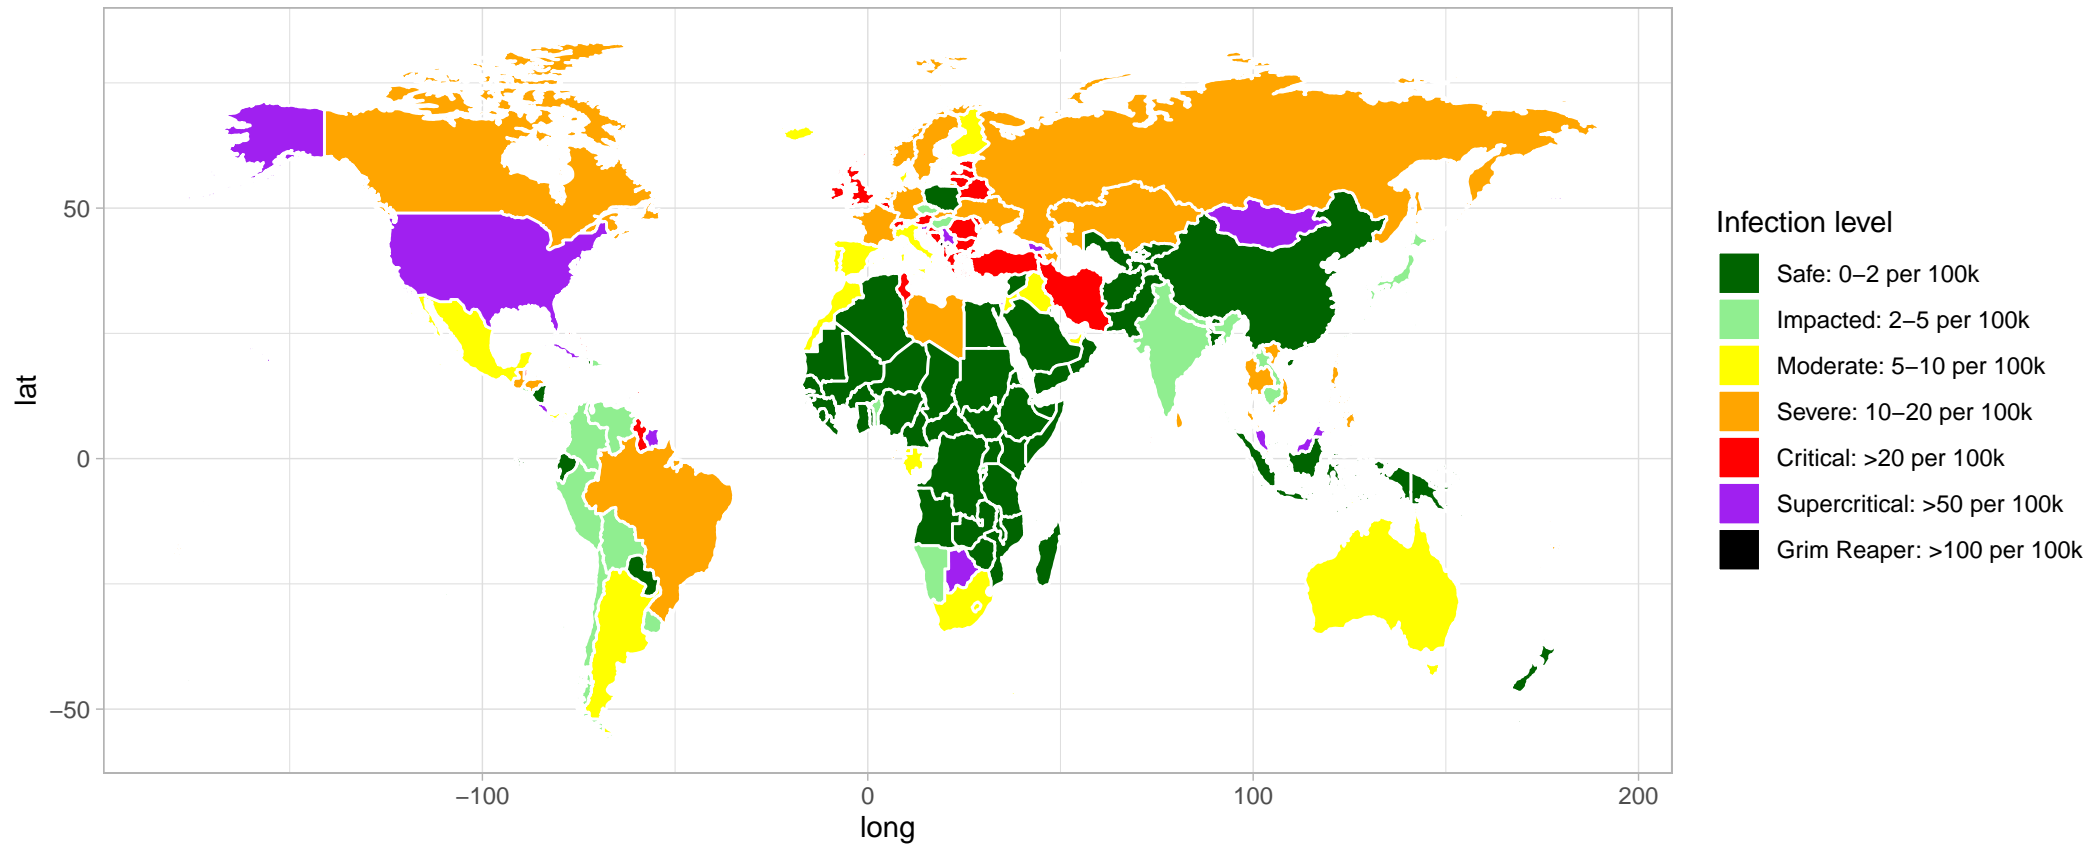 50
0
−50
lat
−100
0
100
200
long
Infection level
Safe: 0−2 per 100k
Impacted: 2−5 per 100k
Moderate: 5−10 per 100k
Severe: 10−20 per 100k
Critical: >20 per 100k
Supercritical: >50 per 100k
Grim Reaper: >100 per 100k